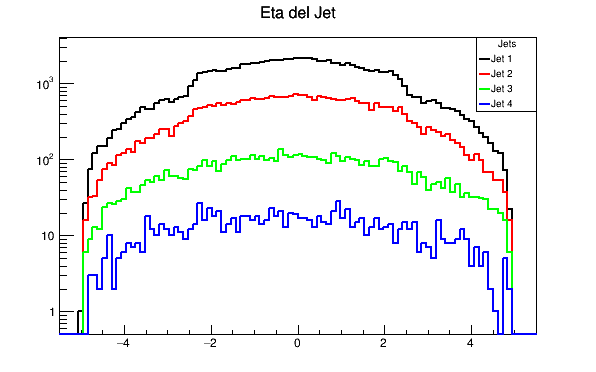 Eta del Jet
Jets
Jet 1
Jet 2
Jet 3
Jet 4
10³
10²
10
1
−4 −2 0 2 4